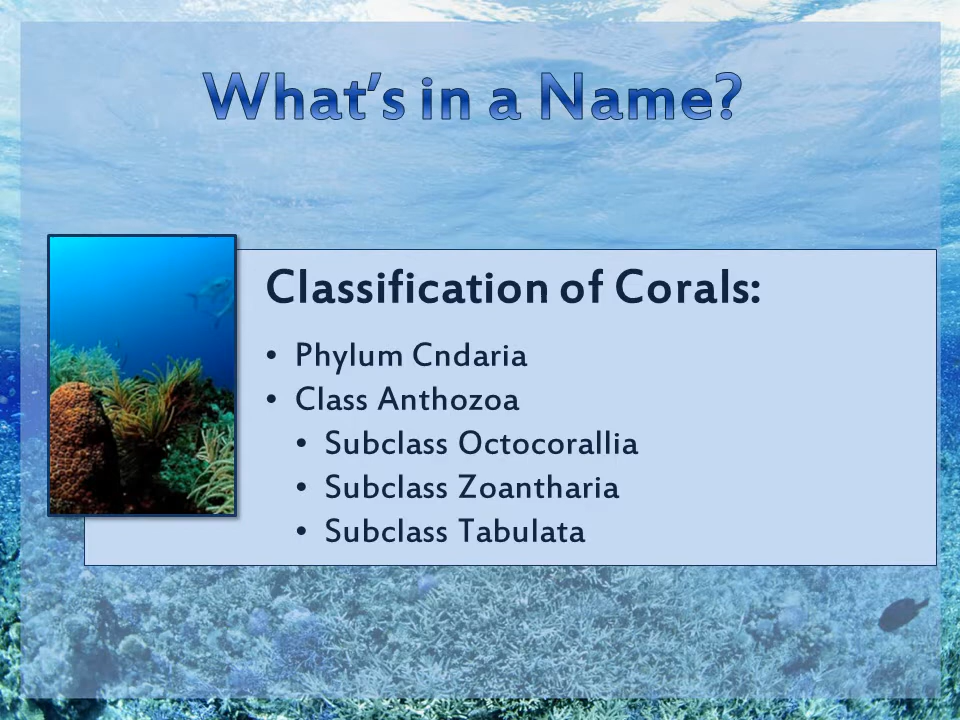 What's in a Name?
Classification of Corals:
• Phylum Cndaria
• Class Anthozoa
• Subclass Octocorallia
• Subclass Zoantharia
• Subclass Tabulata